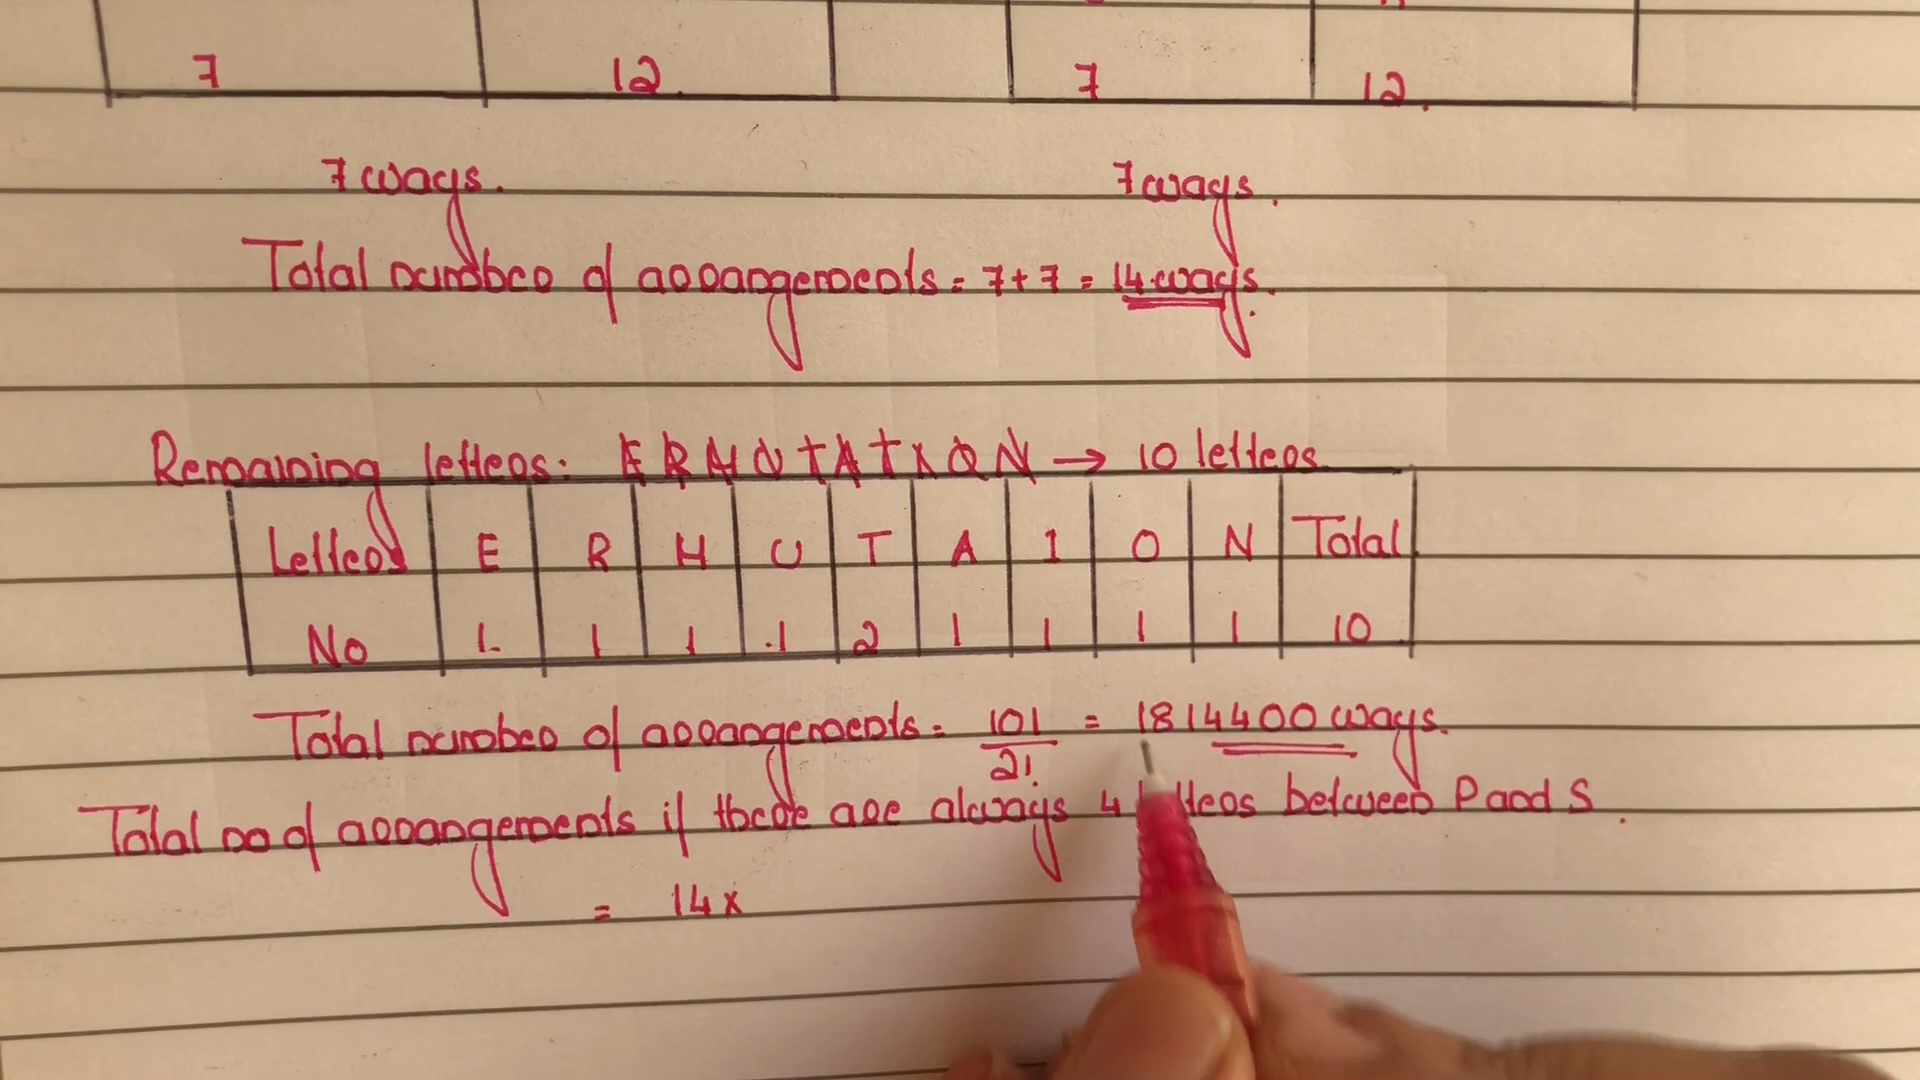 7 12. 7 12.
7 ways. 7 ways.
Total number of arrangements = 7+7 = 14 ways.
Remaining letters: E R M U T A T I O N → 10 letters
Letters E R M U T A I O N Total
No 1 1 1 1 2 1 1 1 1 10
Total number of arrangements = 10!/2! = 1814400 ways.
Total no of arrangements if there are always 4 letters between P and S.
= 14x